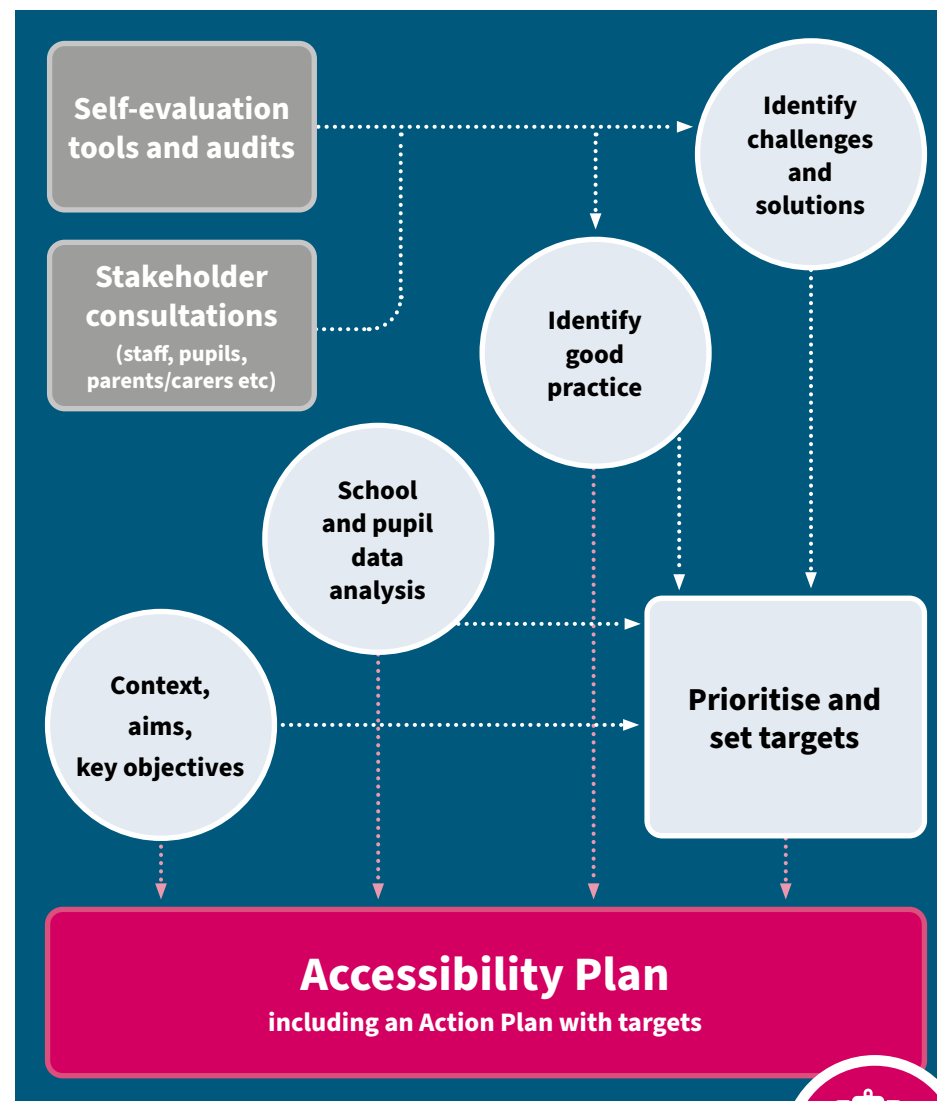 Self-evaluation
tools and audits
Identify
challenges
and
solutions
Stakeholder
consultations
(staff, pupils,
parents/carers etc)
Identify
good
practice
School
and pupil
data
analysis
Context,
aims,
key objectives
Prioritise and
set targets
Accessibility Plan
including an Action Plan with targets